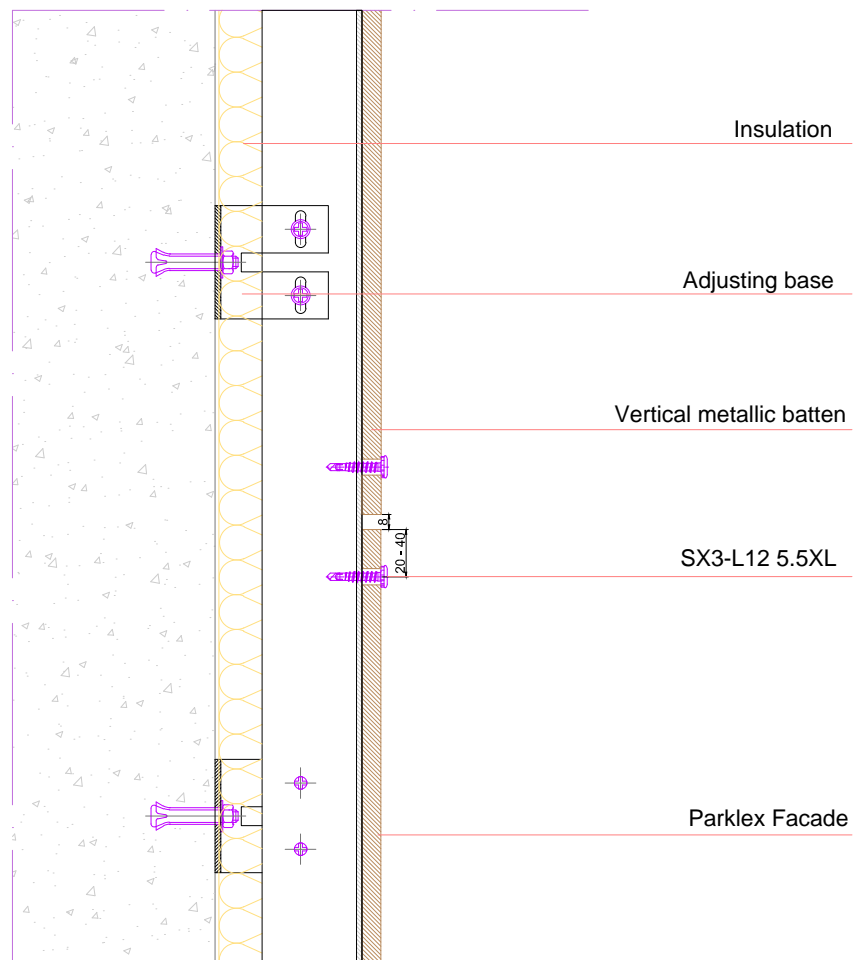 Insulation
Adjusting base
Vertical metallic batten
8
20 - 40
SX3-L12 5.5XL
Parklex Facade